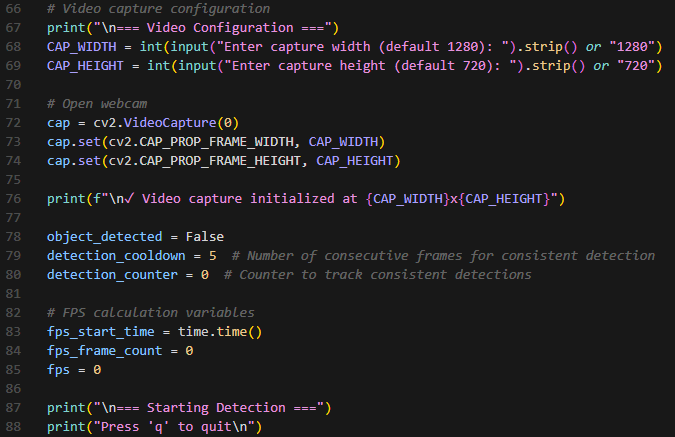 66 # Video capture configuration
67 print("\n=== Video Configuration ===")
68 CAP_WIDTH = int(input("Enter capture width (default 1280): ").strip() or "1280")
69 CAP_HEIGHT = int(input("Enter capture height (default 720): ").strip() or "720")
70
71 # Open webcam
72 cap = cv2.VideoCapture(0)
73 cap.set(cv2.CAP_PROP_FRAME_WIDTH, CAP_WIDTH)
74 cap.set(cv2.CAP_PROP_FRAME_HEIGHT, CAP_HEIGHT)
75
76 print(f"\n✓ Video capture initialized at {CAP_WIDTH}x{CAP_HEIGHT}")
77
78 object_detected = False
79 detection_cooldown = 5  # Number of consecutive frames for consistent detection
80 detection_counter = 0  # Counter to track consistent detections
81
82 # FPS calculation variables
83 fps_start_time = time.time()
84 fps_frame_count = 0
85 fps = 0
86
87 print("\n=== Starting Detection ===")
88 print("Press 'q' to quit\n")